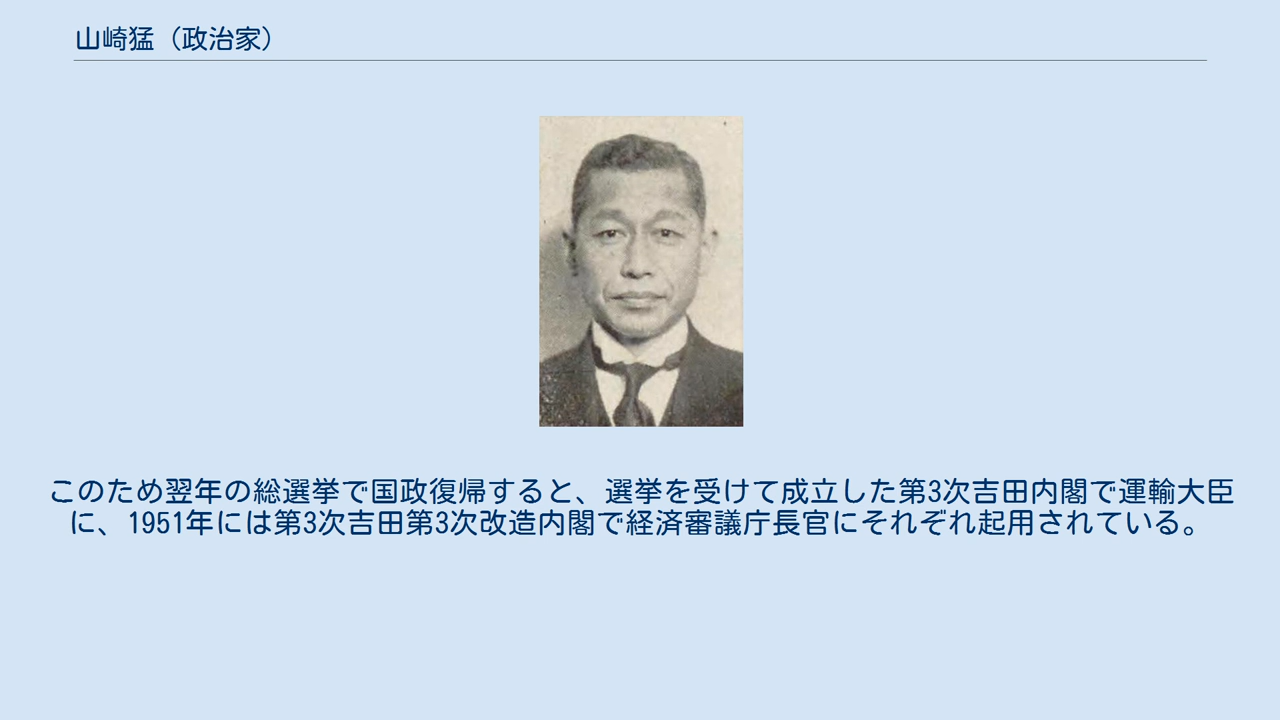 山崎猛（政治家）
このため翌年の総選挙で国政復帰すると、選挙を受けて成立した第3次吉田内閣で運輸大臣
に、1951年には第3次吉田第3次改造内閣で経済審議庁長官にそれぞれ起用されている。